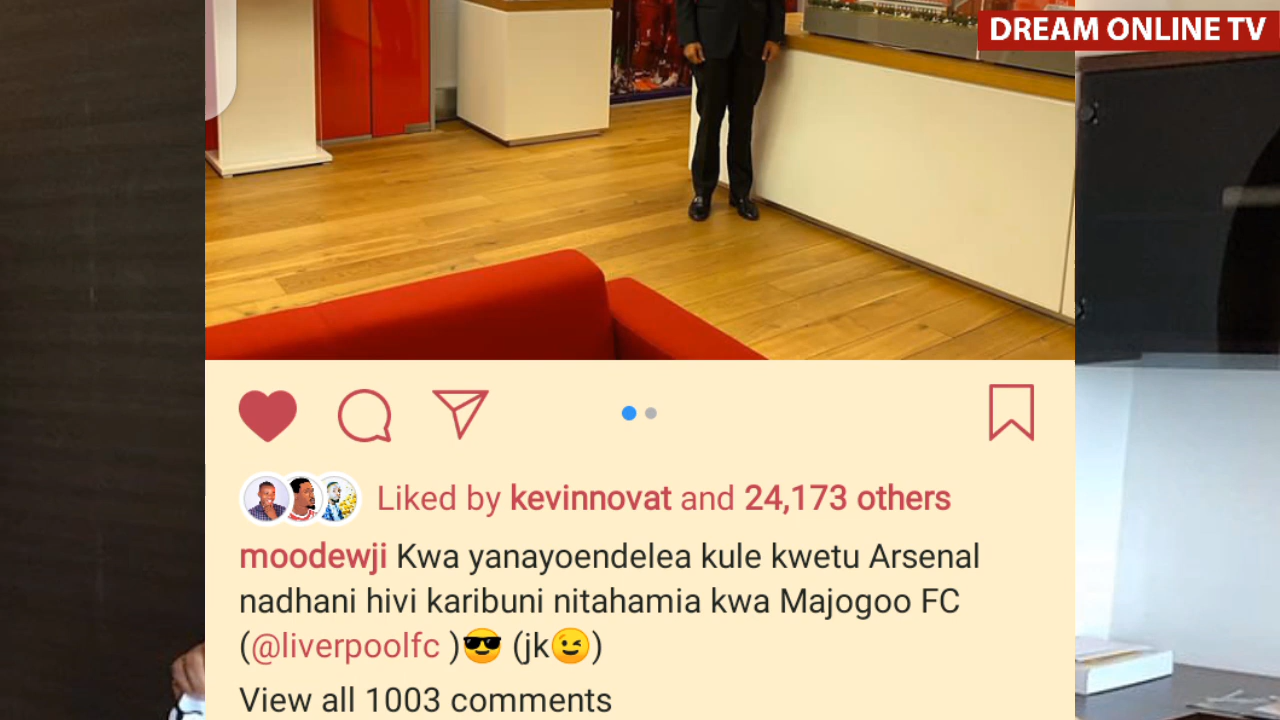 DREAM ONLINE TV
Liked by kevinnovat and 24,173 others
moodewji Kwa yanayoendelea kule kwetu Arsenal
nadhani hivi karibuni nitahamia kwa Majogoo FC
(@liverpoolfc )😎 (jk😉)
View all 1003 comments